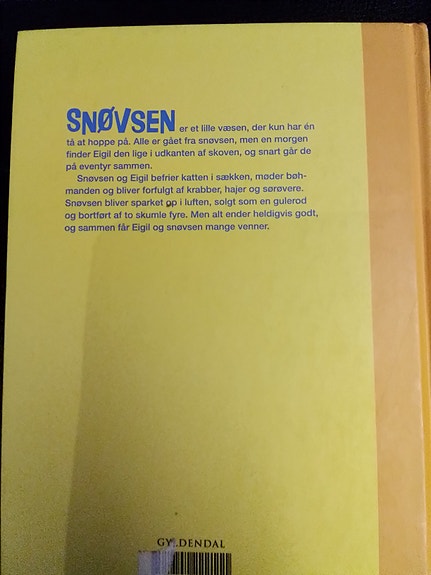 SNØVSEN er et lille væsen, der kun har én
tå at hoppe på. Alle er gået fra snøvsen, men en morgen
finder Eigil den lige i udkanten af skoven, og snart går de
på eventyr sammen.
Snøvsen og Eigil befrier katten i sækken, møder bøh-
manden og bliver forfulgt af krabber, hajer og sørøvere.
Snøvsen bliver sparket op i luften, solgt som en gulerod
og bortført af to skumle fyre. Men alt ender heldigvis godt,
og sammen får Eigil og snøvsen mange venner.
GYLDENDAL